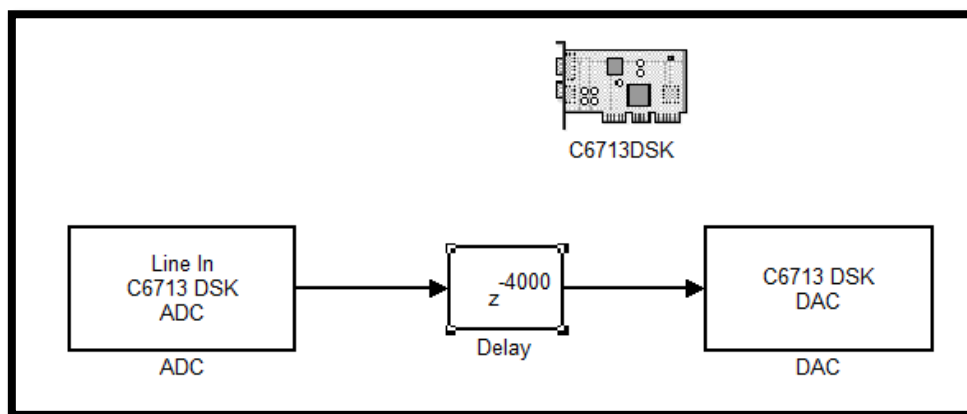 C6713DSK
Line In
C6713 DSK
ADC
ADC
z^-4000
Delay
C6713 DSK
DAC
DAC